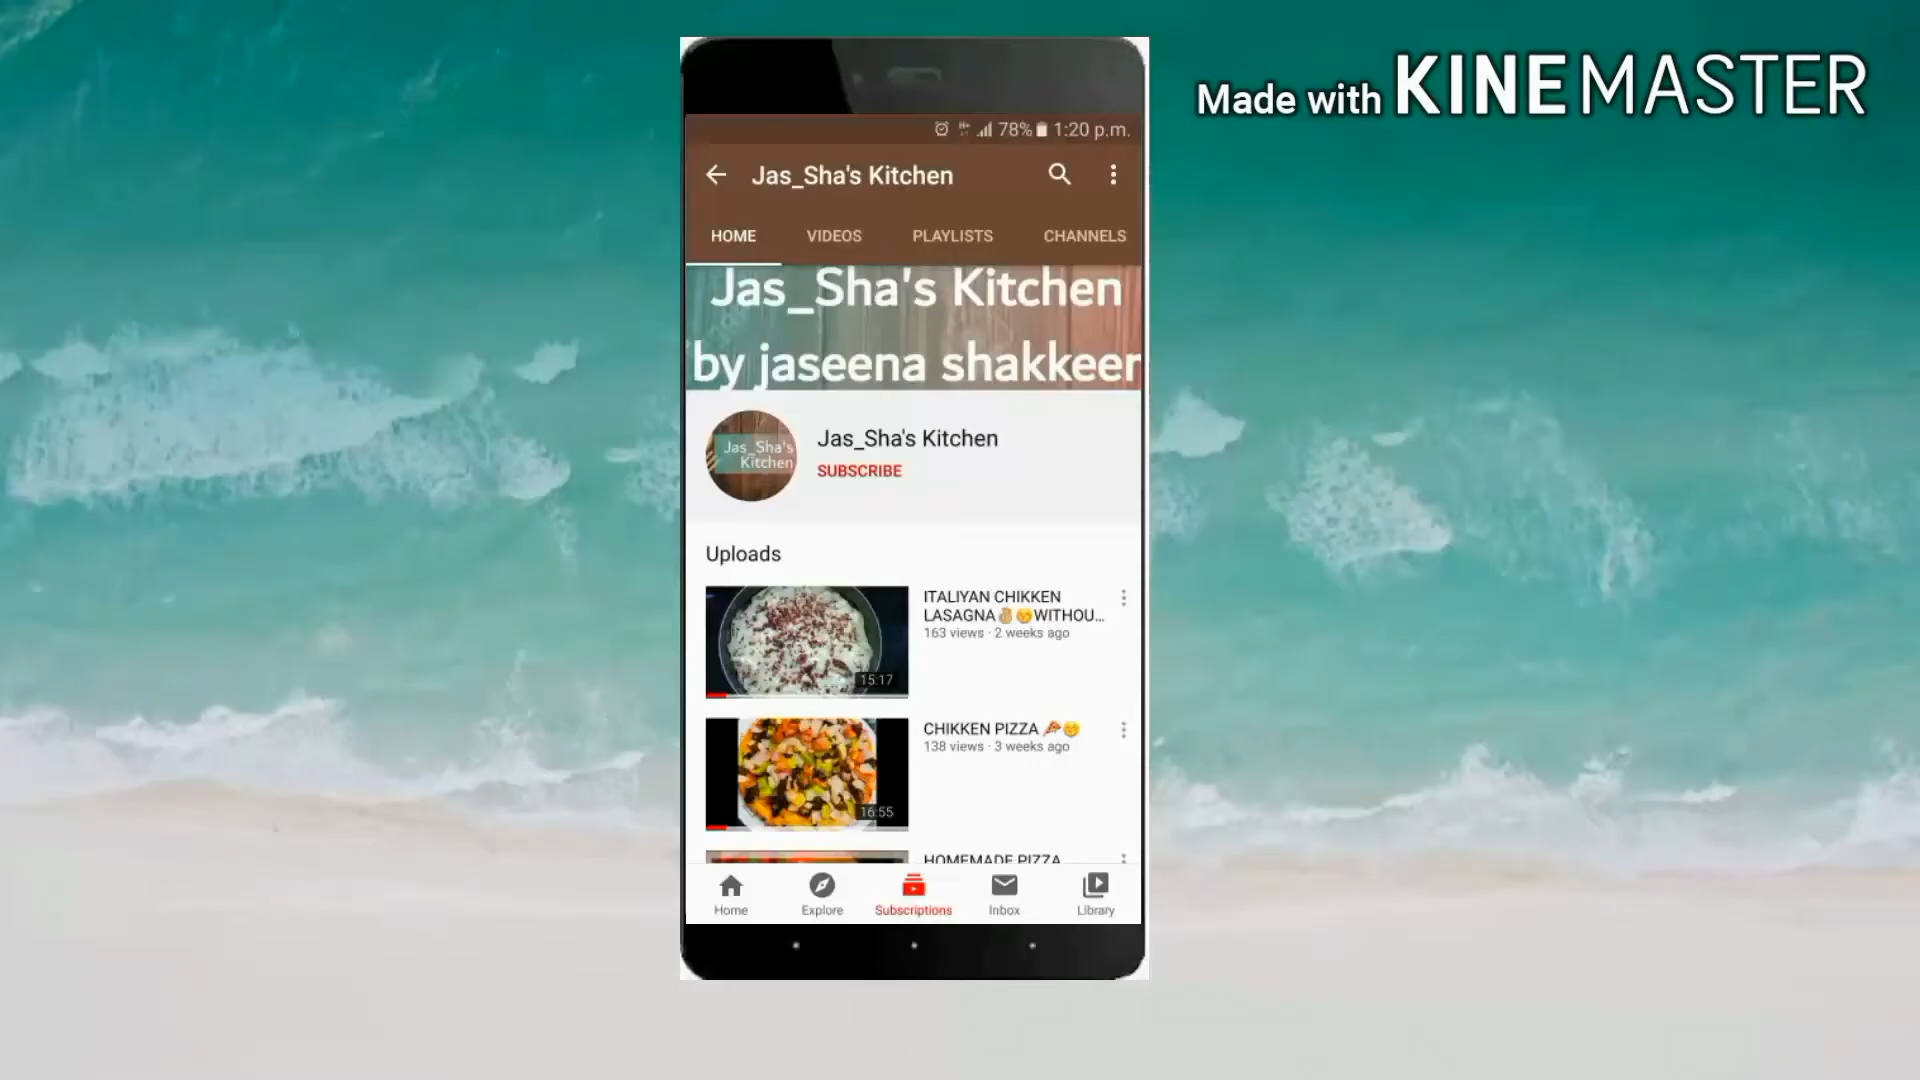 Made with KINEMASTER
78% 1:20 p.m.
Jas_Sha's Kitchen
HOME VIDEOS PLAYLISTS CHANNELS
Jas_Sha's Kitchen
by jaseena shakkeer
Jas_Sha's
Kitchen
Jas_Sha's Kitchen
SUBSCRIBE
Uploads
ITALIYAN CHIKKEN
LASAGNA✌️😋WITHOU...
163 views · 2 weeks ago
15:17
CHIKKEN PIZZA 🍕😋
138 views · 3 weeks ago
16:55
HOMEMADE PIZZA
Home Explore Subscriptions Inbox Library